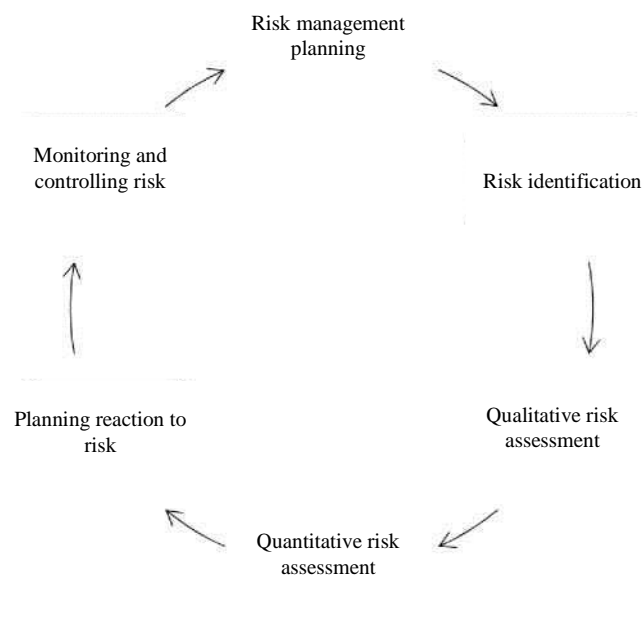 Risk management
planning
Risk identification
Qualitative risk
assessment
Quantitative risk
assessment
Planning reaction to
risk
Monitoring and
controlling risk